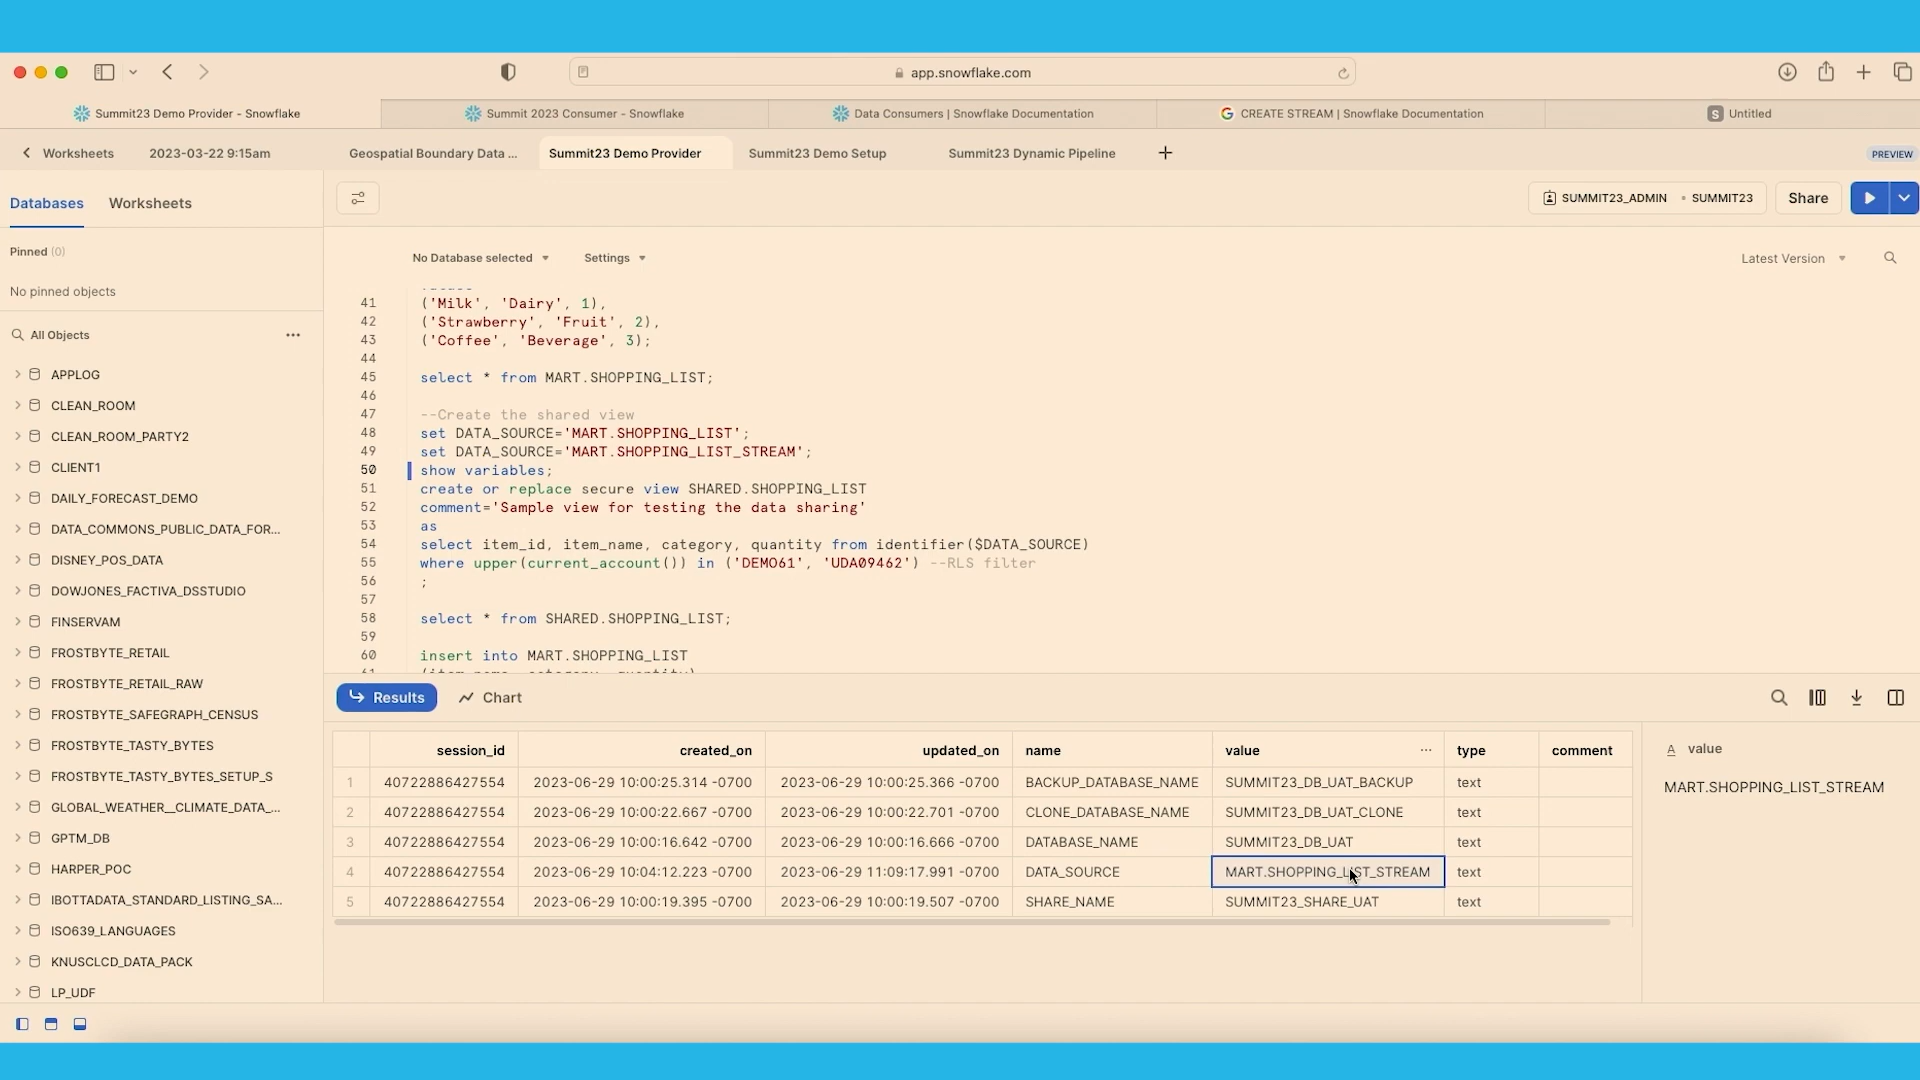 app.snowflake.com
Summit23 Demo Provider - Snowflake
Summit 2023 Consumer - Snowflake
Data Consumers | Snowflake Documentation
CREATE STREAM | Snowflake Documentation
S Untitled
Worksheets
2023-03-22 9:15am
Geospatial Boundary Data ...
Summit23 Demo Provider
Summit23 Demo Setup
Summit23 Dynamic Pipeline
PREVIEW
Databases Worksheets
SUMMIT23_ADMIN • SUMMIT23
Share
Pinned (0)
No pinned objects
All Objects
APPLOG
CLEAN_ROOM
CLEAN_ROOM_PARTY2
CLIENT1
DAILY_FORECAST_DEMO
DATA_COMMONS_PUBLIC_DATA_FOR...
DISNEY_POS_DATA
DOWJONES_FACTIVA_DSSTUDIO
FINSERVAM
FROSTBYTE_RETAIL
FROSTBYTE_RETAIL_RAW
FROSTBYTE_SAFEGRAPH_CENSUS
FROSTBYTE_TASTY_BYTES
FROSTBYTE_TASTY_BYTES_SETUP_S
GLOBAL_WEATHER__CLIMATE_DATA_...
GPTM_DB
HARPER_POC
IBOTTADATA_STANDARD_LISTING_SA...
ISO639_LANGUAGES
KNUSCLCD_DATA_PACK
LP_UDF
No Database selected
Settings
Latest Version
41 ('Milk', 'Dairy', 1),
42 ('Strawberry', 'Fruit', 2),
43 ('Coffee', 'Beverage', 3);
44
45 select * from MART.SHOPPING_LIST;
46
47 --Create the shared view
48 set DATA_SOURCE='MART.SHOPPING_LIST';
49 set DATA_SOURCE='MART.SHOPPING_LIST_STREAM';
50 show variables;
51 create or replace secure view SHARED.SHOPPING_LIST
52 comment='Sample view for testing the data sharing'
53 as
54 select item_id, item_name, category, quantity from identifier($DATA_SOURCE)
55 where upper(current_account()) in ('DEMO61', 'UDA09462') --RLS filter
56 ;
57
58 select * from SHARED.SHOPPING_LIST;
59
60 insert into MART.SHOPPING_LIST
Results
Chart
session_id created_on updated_on name value ... type comment
1 40722886427554 2023-06-29 10:00:25.314 -0700 2023-06-29 10:00:25.366 -0700 BACKUP_DATABASE_NAME SUMMIT23_DB_UAT_BACKUP text
2 40722886427554 2023-06-29 10:00:22.667 -0700 2023-06-29 10:00:22.701 -0700 CLONE_DATABASE_NAME SUMMIT23_DB_UAT_CLONE text
3 40722886427554 2023-06-29 10:00:16.642 -0700 2023-06-29 10:00:16.666 -0700 DATABASE_NAME SUMMIT23_DB_UAT text
4 40722886427554 2023-06-29 10:04:12.223 -0700 2023-06-29 11:09:17.991 -0700 DATA_SOURCE MART.SHOPPING_LIST_STREAM text
5 40722886427554 2023-06-29 10:00:19.395 -0700 2023-06-29 10:00:19.507 -0700 SHARE_NAME SUMMIT23_SHARE_UAT text
A value
MART.SHOPPING_LIST_STREAM